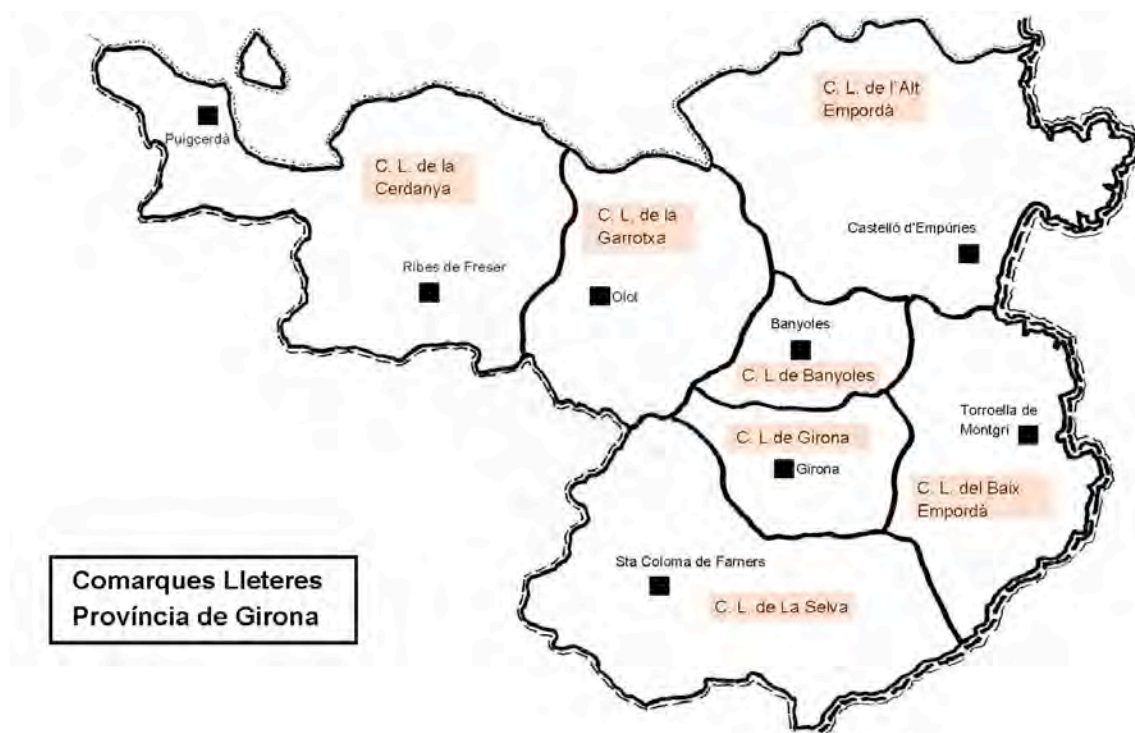 C. L. de l'Alt
Empordà
Puigcerdà
C. L. de la
Cerdanya
C. L. de la
Garrotxa
Castelló d'Empúries
Ribes de Freser
Olot
Banyoles
C. L de Banyoles
Torroella de
Montgrí
C. L de Girona
Girona
C. L. del Baix
Empordà
Sta Coloma de Farners
C. L. de La Selva
Comarques Lleteres
Província de Girona